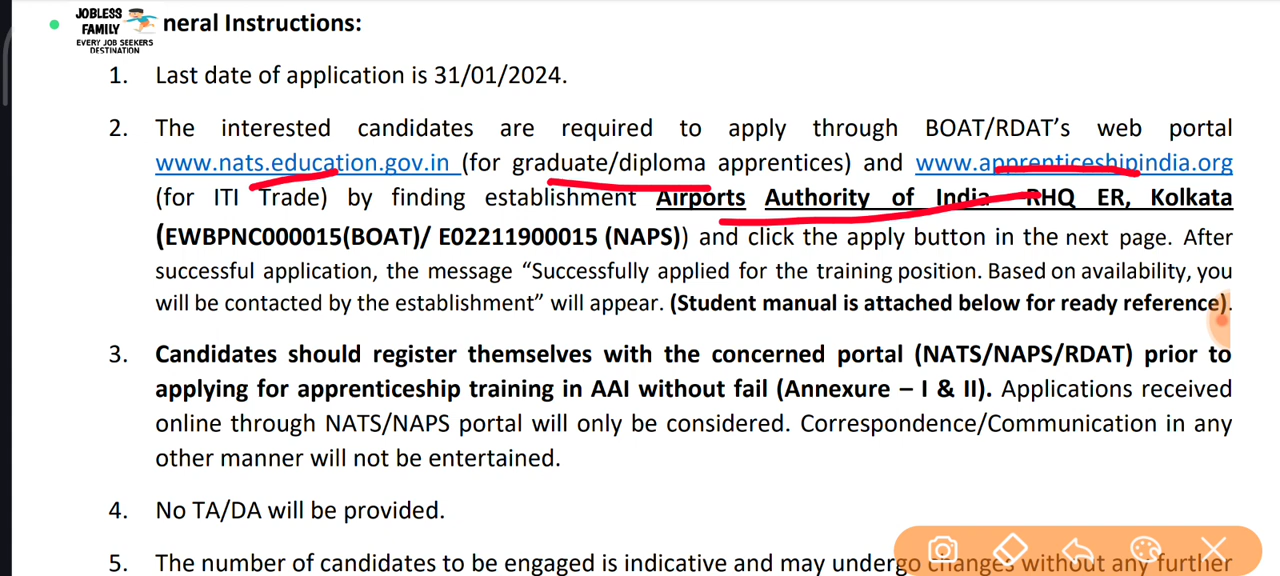 JOBLESS
FAMILY
EVERY JOB SEEKERS
DESTINATION
neral Instructions:
1. Last date of application is 31/01/2024.
2. The interested candidates are required to apply through BOAT/RDAT’s web portal
www.nats.education.gov.in (for graduate/diploma apprentices) and www.apprenticeshipindia.org
(for ITI Trade) by finding establishment Airports Authority of India RHQ ER, Kolkata
(EWBPNC000015(BOAT)/ E02211900015 (NAPS)) and click the apply button in the next page. After
successful application, the message “Successfully applied for the training position. Based on availability, you
will be contacted by the establishment” will appear. (Student manual is attached below for ready reference).
3. Candidates should register themselves with the concerned portal (NATS/NAPS/RDAT) prior to
applying for apprenticeship training in AAI without fail (Annexure – I & II). Applications received
online through NATS/NAPS portal will only be considered. Correspondence/Communication in any
other manner will not be entertained.
4. No TA/DA will be provided.
5. The number of candidates to be engaged is indicative and may undergo changes without any further